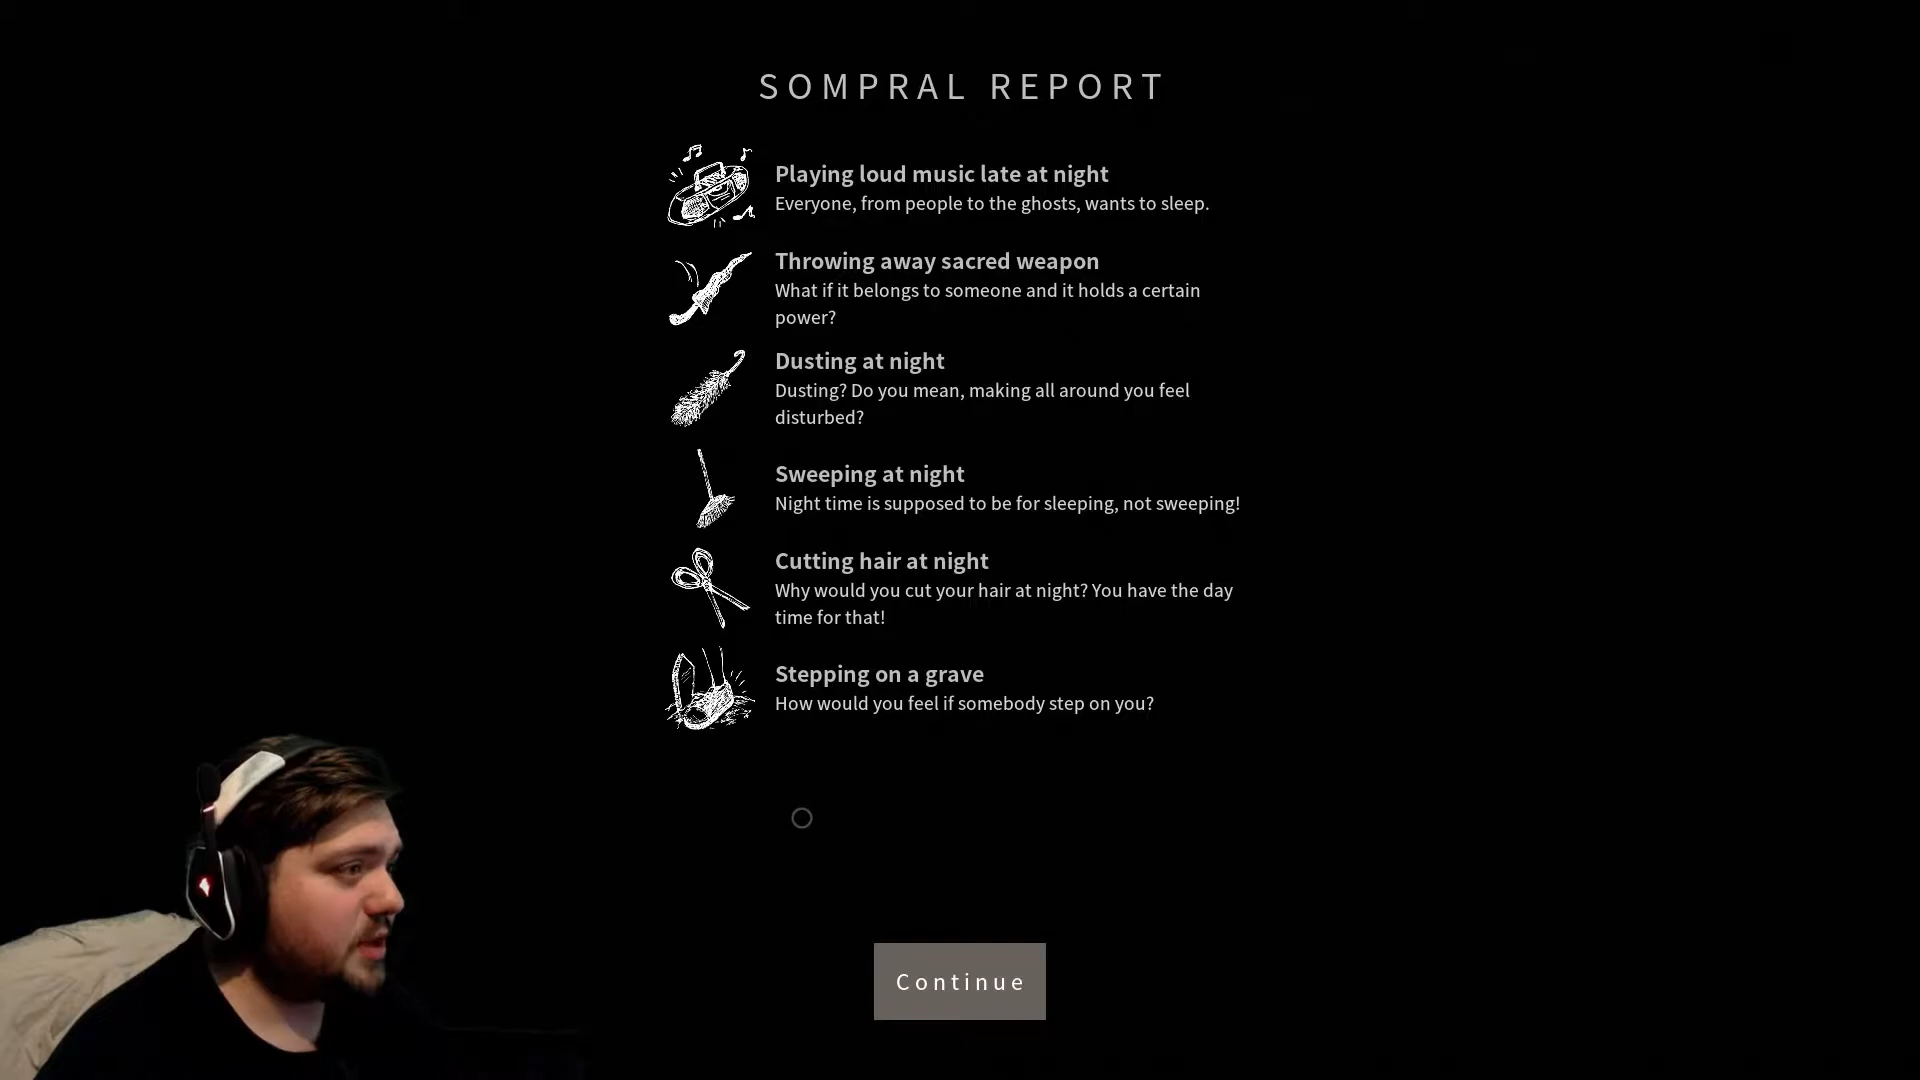 SOMPRAL REPORT
Playing loud music late at night
Everyone, from people to the ghosts, wants to sleep.
Throwing away sacred weapon
What if it belongs to someone and it holds a certain
power?
Dusting at night
Dusting? Do you mean, making all around you feel
disturbed?
Sweeping at night
Night time is supposed to be for sleeping, not sweeping!
Cutting hair at night
Why would you cut your hair at night? You have the day
time for that!
Stepping on a grave
How would you feel if somebody step on you?
Continue